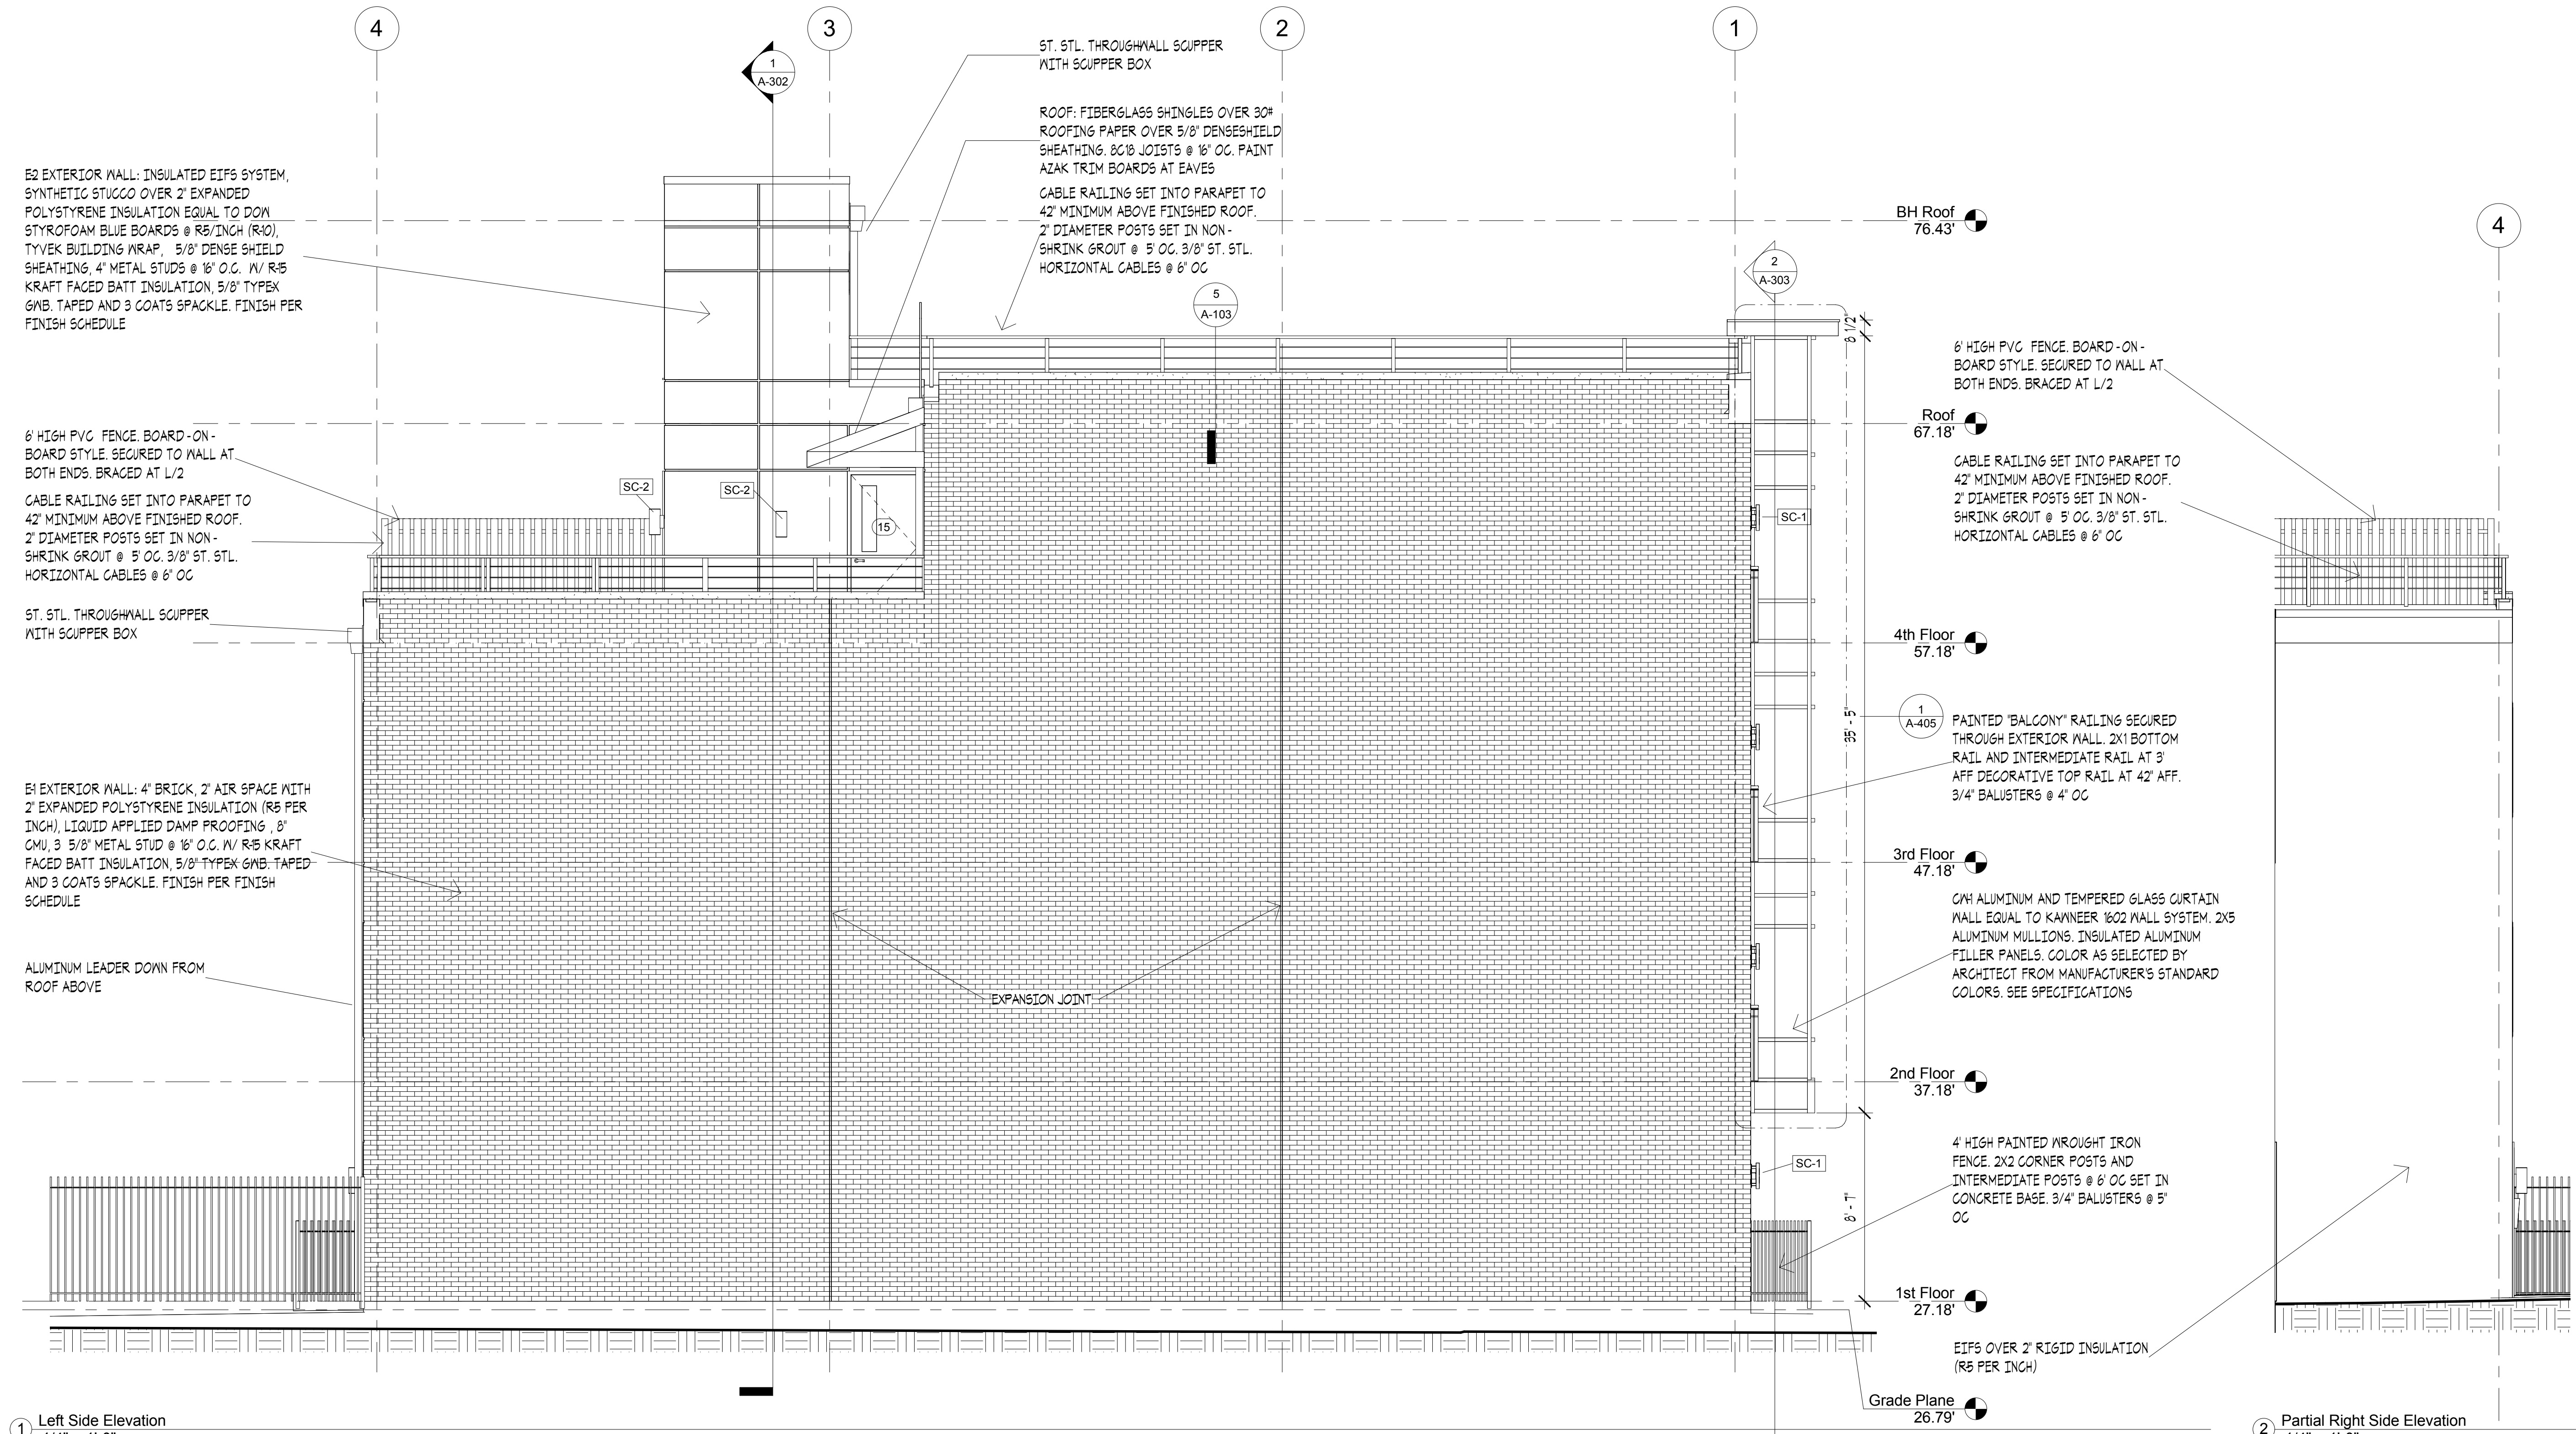 4
3
2
1
1
A-302
ST. STL. THROUGHWALL SCUPPER
WITH SCUPPER BOX
ROOF: FIBERGLASS SHINGLES OVER 30#
ROOFING PAPER OVER 5/8" DENSESHIELD
SHEATHING. 8C18 JOISTS @ 16" OC. PAINT
AZAK TRIM BOARDS AT EAVES
CABLE RAILING SET INTO PARAPET TO
42" MINIMUM ABOVE FINISHED ROOF.
2" DIAMETER POSTS SET IN NON-
SHRINK GROUT @ 5' OC. 3/8" ST. STL.
HORIZONTAL CABLES @ 6" OC
E-2 EXTERIOR WALL: INSULATED EIFS SYSTEM,
SYNTHETIC STUCCO OVER 2" EXPANDED
POLYSTYRENE INSULATION EQUAL TO DOW
STYROFOAM BLUE BOARDS @ R-5/INCH (R-10),
TYVEK BUILDING WRAP, 5/8" DENSE SHIELD
SHEATHING, 4" METAL STUDS @ 16" O.C. W/ R-15
KRAFT FACED BATT INSULATION, 5/8" TYPE-X
GWB. TAPED AND 3 COATS SPACKLE. FINISH PER
FINISH SCHEDULE
5
A-103
2
A-303
BH Roof
76.43'
4
8 1/2"
6' HIGH PVC FENCE. BOARD-ON-
BOARD STYLE. SECURED TO WALL AT
BOTH ENDS. BRACED AT L/2
Roof
67.18'
6' HIGH PVC FENCE. BOARD-ON-
BOARD STYLE. SECURED TO WALL AT
BOTH ENDS. BRACED AT L/2
CABLE RAILING SET INTO PARAPET TO
42" MINIMUM ABOVE FINISHED ROOF.
2" DIAMETER POSTS SET IN NON-
SHRINK GROUT @ 5' OC. 3/8" ST. STL.
HORIZONTAL CABLES @ 6" OC
SC-2
SC-2
15
SC-1
CABLE RAILING SET INTO PARAPET TO
42" MINIMUM ABOVE FINISHED ROOF.
2" DIAMETER POSTS SET IN NON-
SHRINK GROUT @ 5' OC. 3/8" ST. STL.
HORIZONTAL CABLES @ 6" OC
ST. STL. THROUGHWALL SCUPPER
WITH SCUPPER BOX
4th Floor
57.18'
35' - 5"
1
A-405
PAINTED "BALCONY" RAILING SECURED
THROUGH EXTERIOR WALL. 2X1 BOTTOM
RAIL AND INTERMEDIATE RAIL AT 3'
AFF DECORATIVE TOP RAIL AT 42" AFF.
3/4" BALUSTERS @ 4" OC
E-1 EXTERIOR WALL: 4" BRICK, 2" AIR SPACE WITH
2" EXPANDED POLYSTYRENE INSULATION (R-5 PER
INCH), LIQUID APPLIED DAMP PROOFING , 8"
CMU, 3 5/8" METAL STUD @ 16" O.C. W/ R-15 KRAFT
FACED BATT INSULATION, 5/8" TYPE-X GWB. TAPED
AND 3 COATS SPACKLE. FINISH PER FINISH
SCHEDULE
3rd Floor
47.18'
CW-1 ALUMINUM AND TEMPERED GLASS CURTAIN
WALL EQUAL TO KAWNEER 1602 WALL SYSTEM. 2X5
ALUMINUM MULLIONS. INSULATED ALUMINUM
FILLER PANELS. COLOR AS SELECTED BY
ARCHITECT FROM MANUFACTURER'S STANDARD
COLORS. SEE SPECIFICATIONS
ALUMINUM LEADER DOWN FROM
ROOF ABOVE
EXPANSION JOINT
2nd Floor
37.18'
SC-1
8' - 7"
4' HIGH PAINTED WROUGHT IRON
FENCE. 2X2 CORNER POSTS AND
INTERMEDIATE POSTS @ 6' OC SET IN
CONCRETE BASE. 3/4" BALUSTERS @ 5"
OC
1st Floor
27.18'
EIFS OVER 2" RIGID INSULATION
(R-5 PER INCH)
Grade Plane
26.79'
1
Left Side Elevation
2
Partial Right Side Elevation